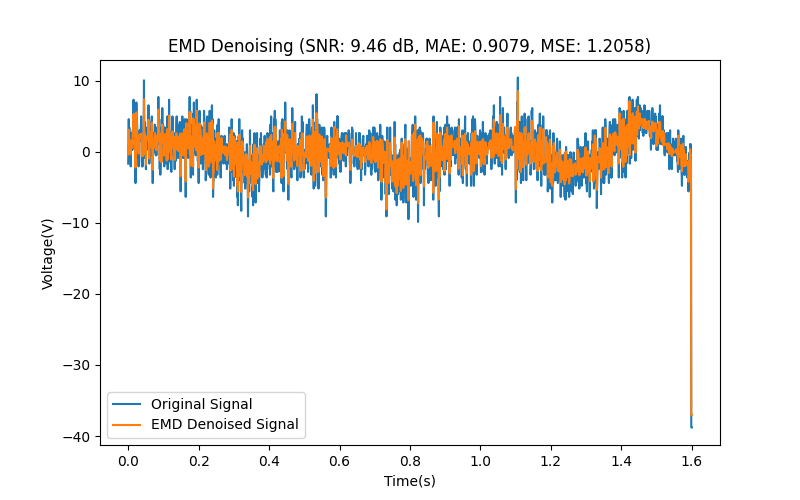 EMD Denoising (SNR: 9.46 dB, MAE: 0.9079, MSE: 1.2058)
10
0
−10
−20
−30
−40
Voltage(V)
Original Signal
EMD Denoised Signal
0.0 0.2 0.4 0.6 0.8 1.0 1.2 1.4 1.6
Time(s)